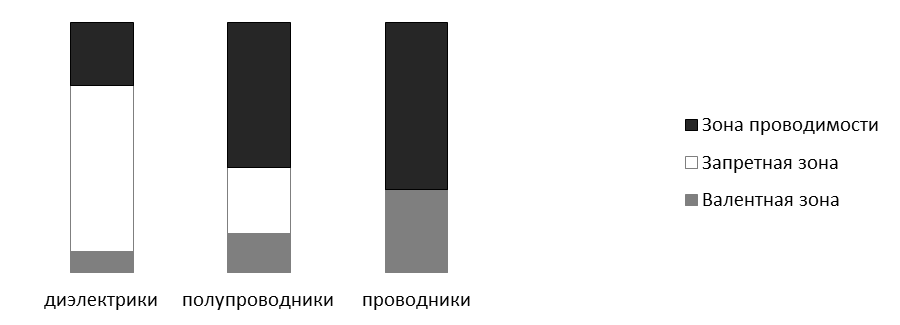 Зона проводимости
Запретная зона
Валентная зона
диэлектрики полупроводники проводники